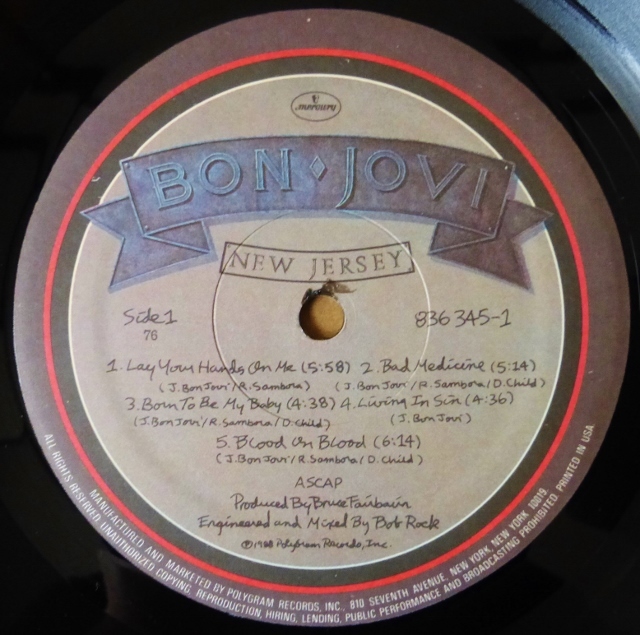 mercury
BON ♦ JOVI
NEW JERSEY
Side 1
76
836 345-1
1. Lay Your Hands On Me (5:58) 2. Bad Medicine (5:14)
(J. Bon Jovi / R. Sambora) (J. Bon Jovi / R. Sambora / D. Child)
3. Born To Be My Baby (4:38) 4. Living In Sin (4:36)
(J. Bon Jovi / R. Sambora / D. Child) (J. Bon Jovi)
5. Blood On Blood (6:14)
(J. Bon Jovi / R. Sambora / D. Child)
ASCAP
Produced By Bruce Fairbairn
Engineered and Mixed By Bob Rock
℗©1988 Polygram Records, Inc.
MANUFACTURED AND MARKETED BY POLYGRAM RECORDS, INC., 810 SEVENTH AVENUE, NEW YORK, NEW YORK 10019.
ALL RIGHTS RESERVED. UNAUTHORIZED COPYING, REPRODUCTION, HIRING, LENDING, PUBLIC PERFORMANCE AND BROADCASTING PROHIBITED. PRINTED IN USA.